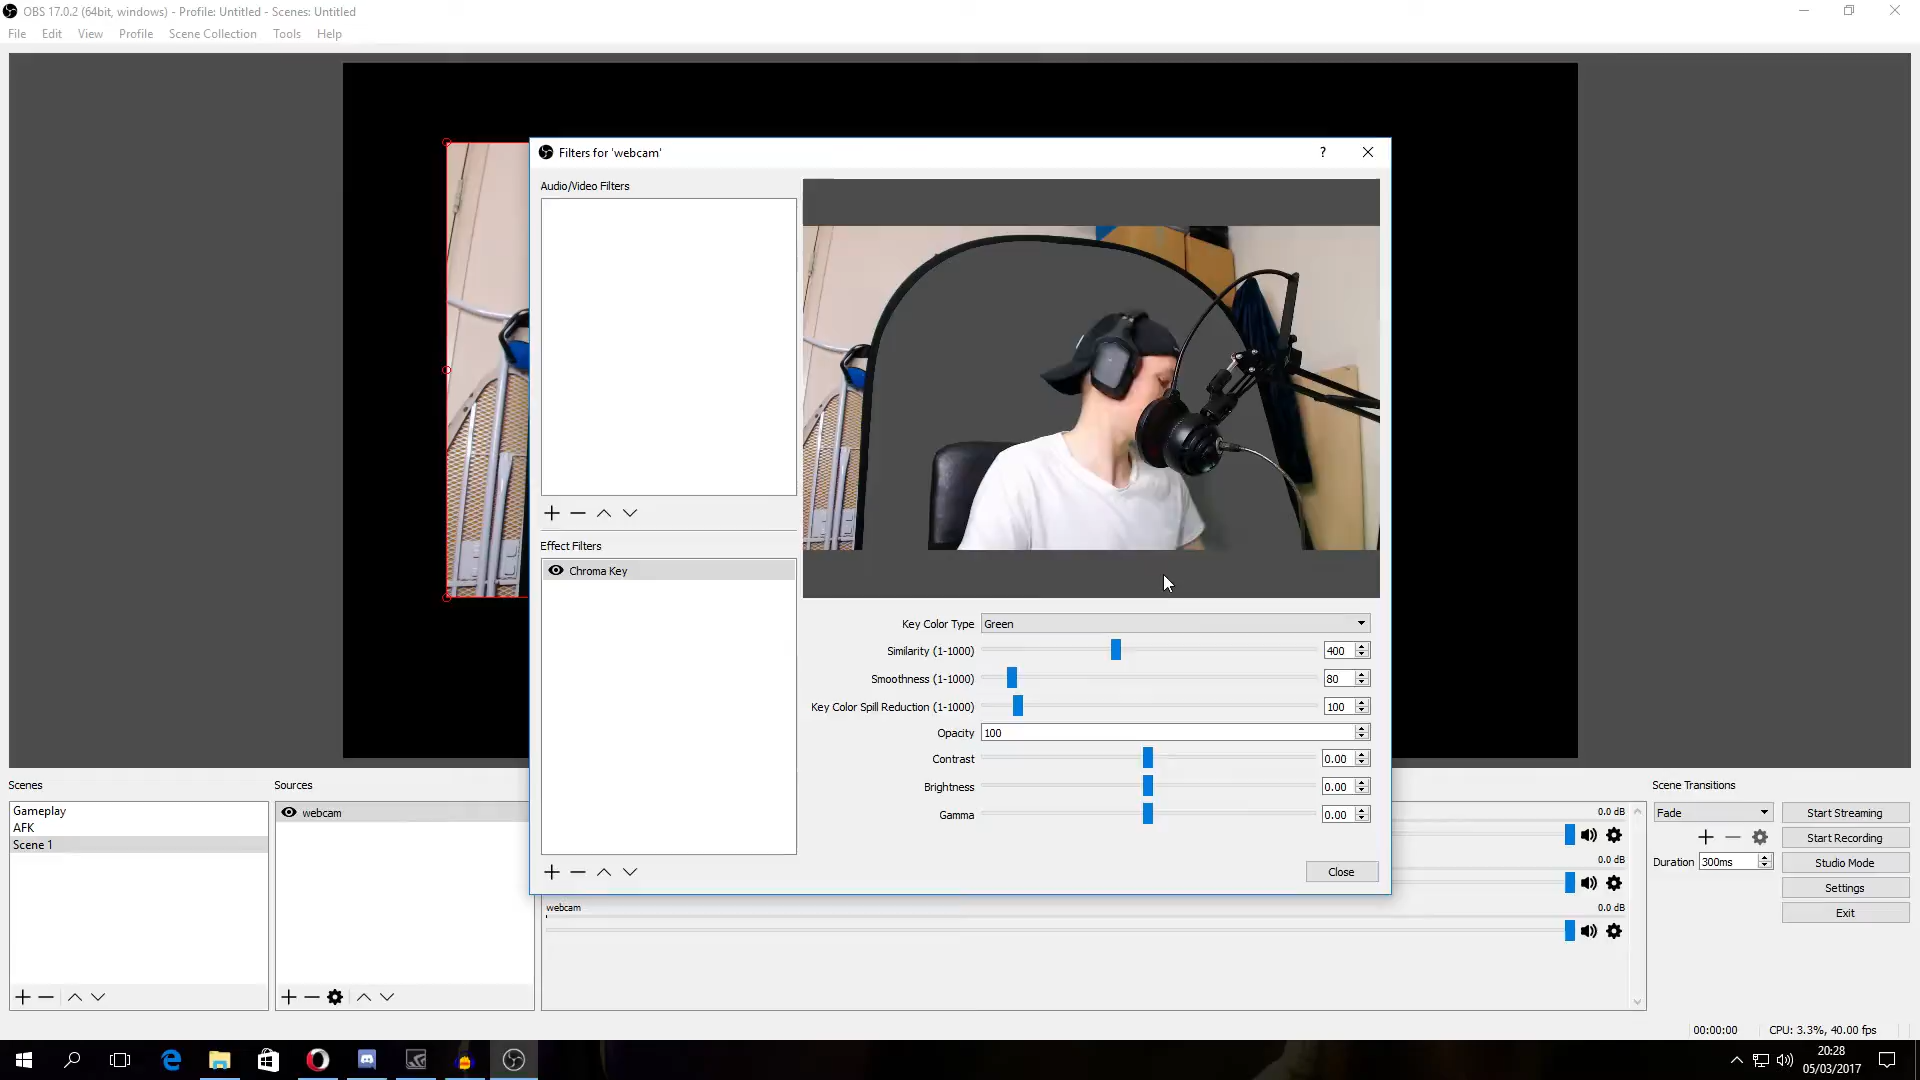 OBS 17.0.2 (64bit, windows) - Profile: Untitled - Scenes: Untitled
File Edit View Profile Scene Collection Tools Help
Filters for 'webcam'
?
Audio/Video Filters
Effect Filters
Chroma Key
Key Color Type Green
Similarity (1-1000) 400
Smoothness (1-1000) 80
Key Color Spill Reduction (1-1000) 100
Opacity 100
Contrast 0.00
Brightness 0.00
Gamma 0.00
Close
Scenes
Gameplay
AFK
Scene 1
Sources
webcam
0.0 dB
0.0 dB
webcam 0.0 dB
Scene Transitions
Fade
Duration 300ms
Start Streaming
Start Recording
Studio Mode
Settings
Exit
00:00:00 CPU: 3.3%, 40.00 fps
20:28
05/03/2017